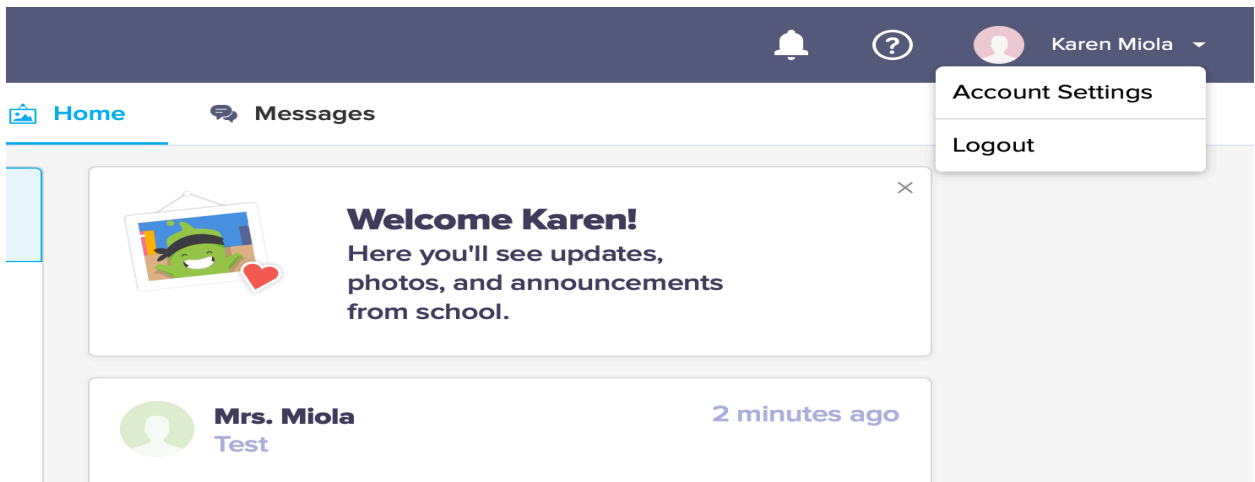 Karen Miola
Account Settings
Logout
Home
Messages
Welcome Karen!
Here you'll see updates,
photos, and announcements
from school.
Mrs. Miola
2 minutes ago
Test